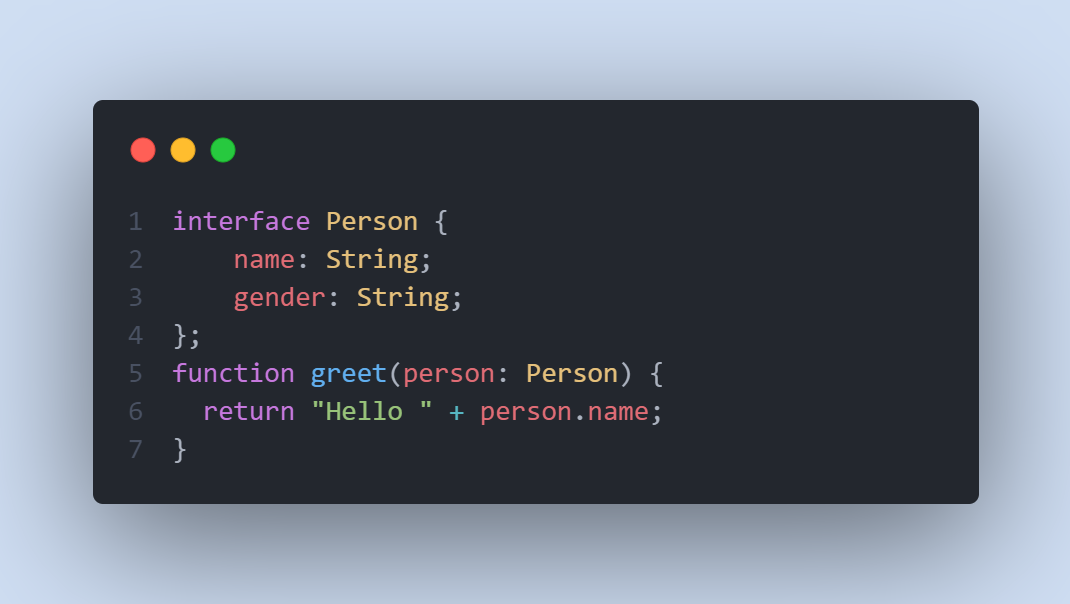 1 interface Person {
2     name: String;
3     gender: String;
4 };
5 function greet(person: Person) {
6   return "Hello " + person.name;
7 }